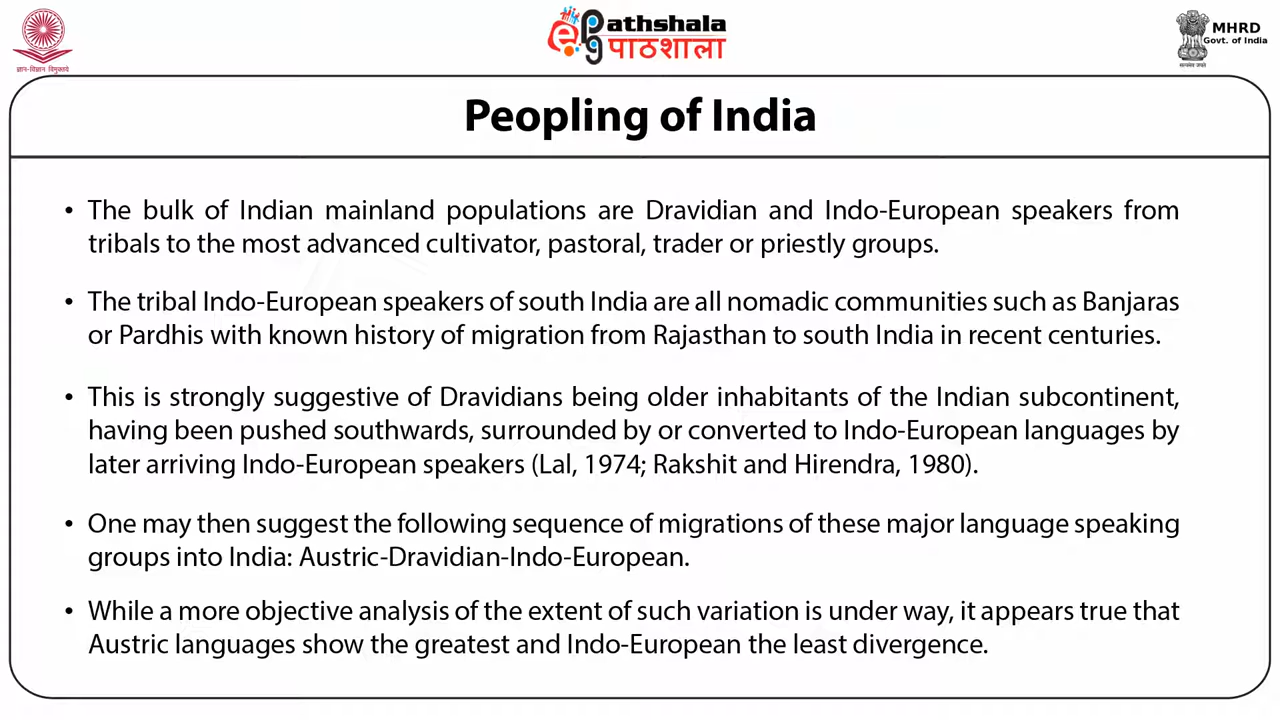 ज्ञान-विज्ञान विमुक्तये
epg
athshala
पाठशाला
MHRD
Govt. of India
सत्यमेव जयते
Peopling of India
• The bulk of Indian mainland populations are Dravidian and Indo-European speakers from
tribals to the most advanced cultivator, pastoral, trader or priestly groups.
• The tribal Indo-European speakers of south India are all nomadic communities such as Banjaras
or Pardhis with known history of migration from Rajasthan to south India in recent centuries.
• This is strongly suggestive of Dravidians being older inhabitants of the Indian subcontinent,
having been pushed southwards, surrounded by or converted to Indo-European languages by
later arriving Indo-European speakers (Lal, 1974; Rakshit and Hirendra, 1980).
• One may then suggest the following sequence of migrations of these major language speaking
groups into India: Austric-Dravidian-Indo-European.
• While a more objective analysis of the extent of such variation is under way, it appears true that
Austric languages show the greatest and Indo-European the least divergence.